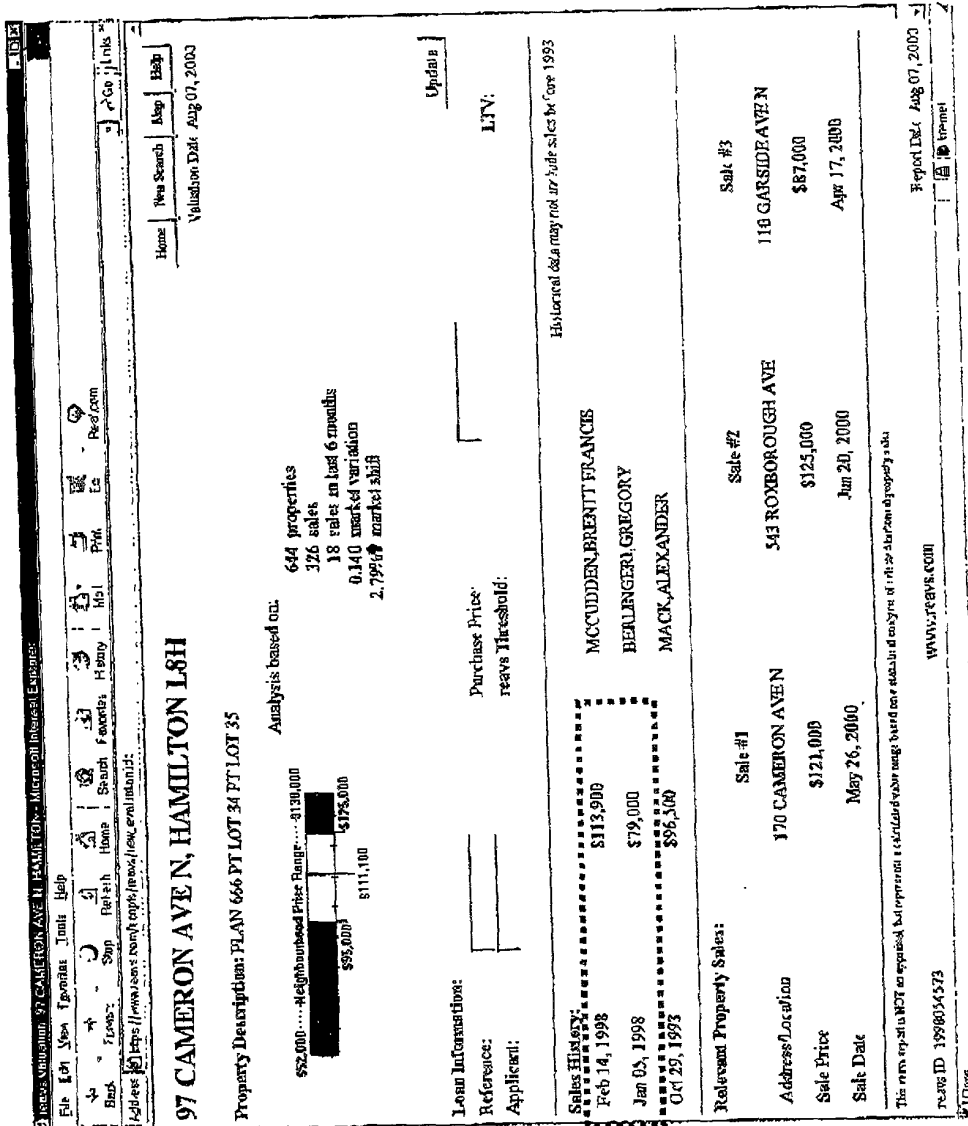 97 CAMERON AVE N, HAMILTON - Microsoft Internet Explorer
File Edit View Favorites Tools Help
Back Stop Refresh Home Search Favorites History Mail Print Real.com
Address
Go Links
Home New Search Map Help
97 CAMERON AVE N, HAMILTON L8H
Valuation Date Aug 07, 2000
Property Description: PLAN 666 PT LOT 34 PT LOT 35
$52,000 ..... Neighbourhood Price Range ..... $130,000
$95,000 $125,000
$111,100
Analysis based on:
644 properties
326 sales
18 sales in last 6 months
0.140 market variation
2.79% market shift
Update
Loan Information:
Reference:
Applicant:
Purchase Price:
reavs Threshold:
LTV:
Sales History:
Historical data may not include sales before 1993
Feb 14, 1998 $113,900 MCCUDDEN,BRENTT FRANCIS
Jan 05, 1998 $79,000 BERLINGERI, GREGORY
Oct 29, 1993 $96,500 MACK,ALEXANDER
Relevant Property Sales:
Sale #1 Sale #2 Sale #3
Address/Location 170 CAMERON AVE N 543 ROXBOROUGH AVE 110 GARSIDE AVE N
Sale Price $121,000 $125,000 $87,000
Sale Date May 26, 2000 Jun 20, 2000 Apr 17, 2000
www.reavs.com
reavs ID 1998054573
Report Date Aug 07, 2000